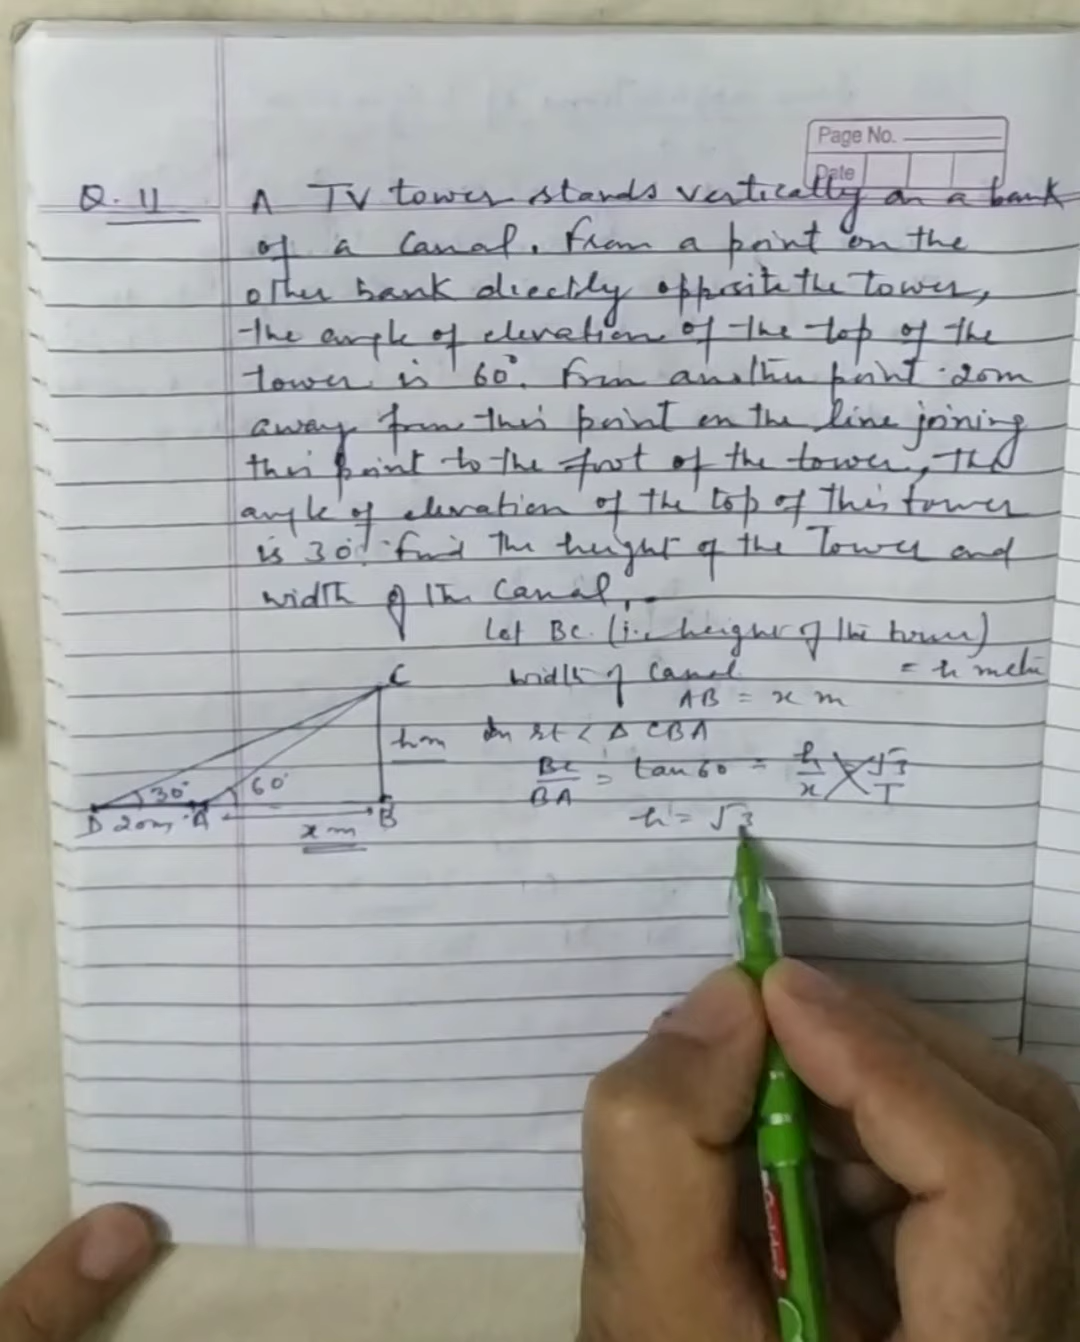 Page No.
Date
Q. 11 A TV tower stands vertically on a bank
of a Canal. From a point on the
other bank directly opposite the tower,
the angle of elevation of the top of the
tower is 60°. From another point 20m
away from this point on the line joining
this point to the foot of the tower, the
angle of elevation of the top of this tower
is 30°. Find the height of the Tower and
width of the Canal.
Let BC (i.e height of the tower)
= h metre
width of Canal
AB = x m
In rt < Δ CBA
BC/BA = tan 60 = h/x √3/1
h = √3
C
h m
30°
60°
D 20m A
x m
B